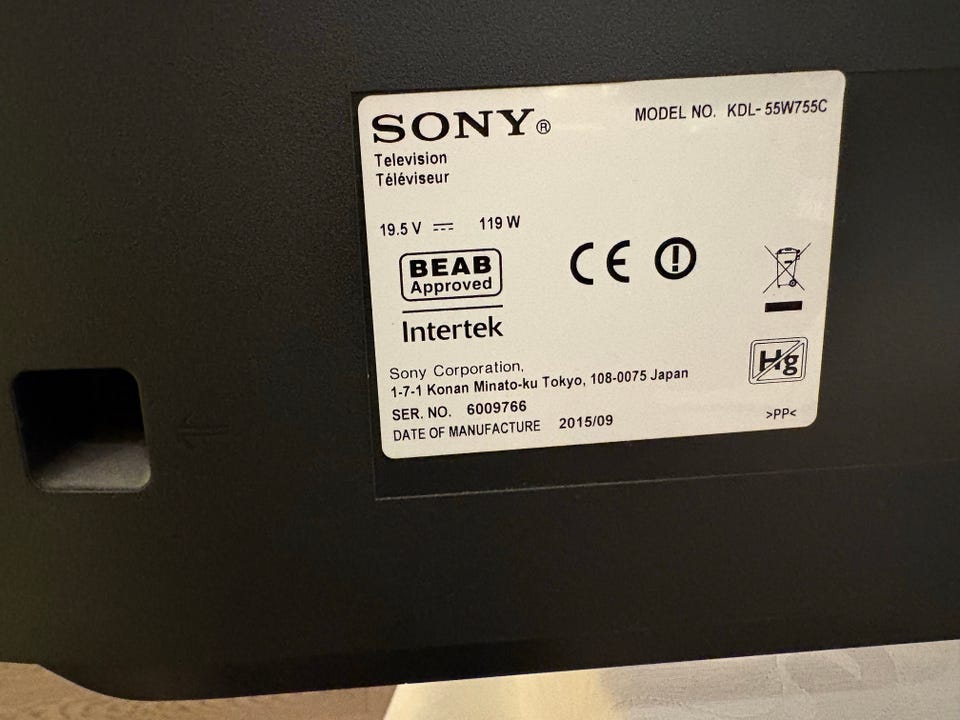 SONY®
MODEL NO. KDL-55W755C
Television
Téléviseur
19.5 V ⎓ 119 W
BEAB
Approved
Intertek
CE
Hg
Sony Corporation,
1-7-1 Konan Minato-ku Tokyo, 108-0075 Japan
SER. NO. 6009766
DATE OF MANUFACTURE 2015/09
>PP<